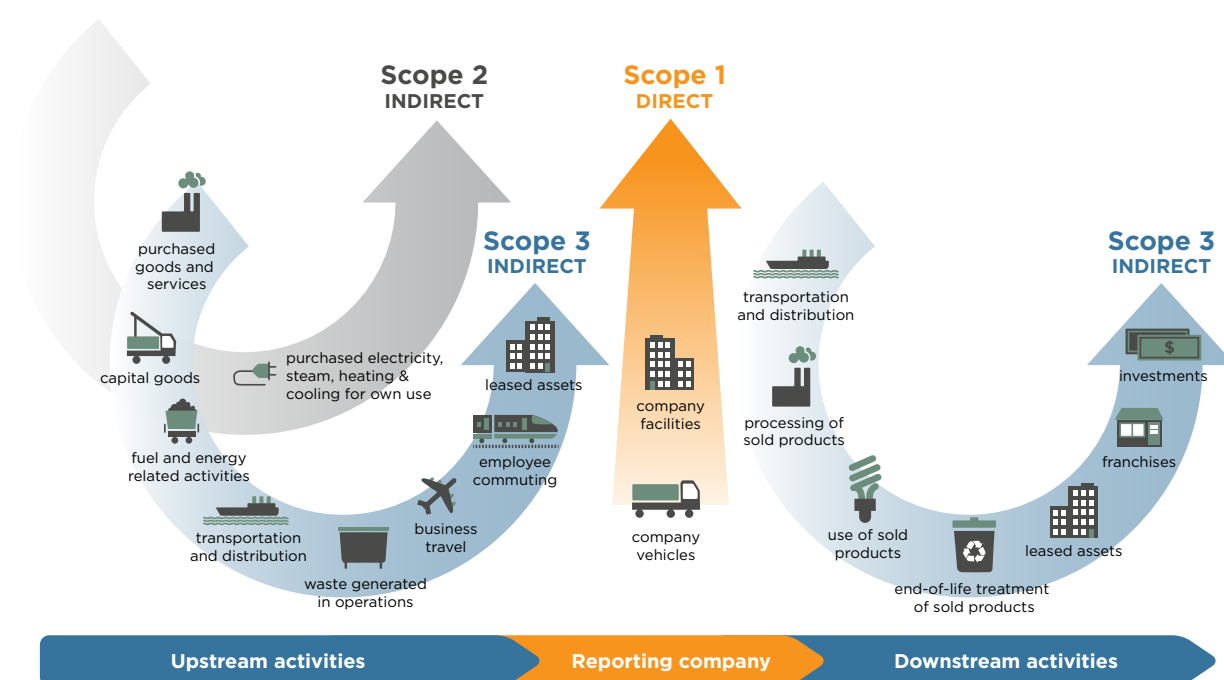 Scope 2
INDIRECT
Scope 1
DIRECT
Scope 3
INDIRECT
Scope 3
INDIRECT
purchased
goods and
services
capital goods
purchased electricity,
steam, heating &
cooling for own use
fuel and energy
related activities
transportation
and distribution
waste generated
in operations
business
travel
employee
commuting
leased assets
company
facilities
company
vehicles
transportation
and distribution
processing of
sold products
use of sold
products
end-of-life treatment
of sold products
leased assets
franchises
$
investments
Upstream activities
Reporting company
Downstream activities